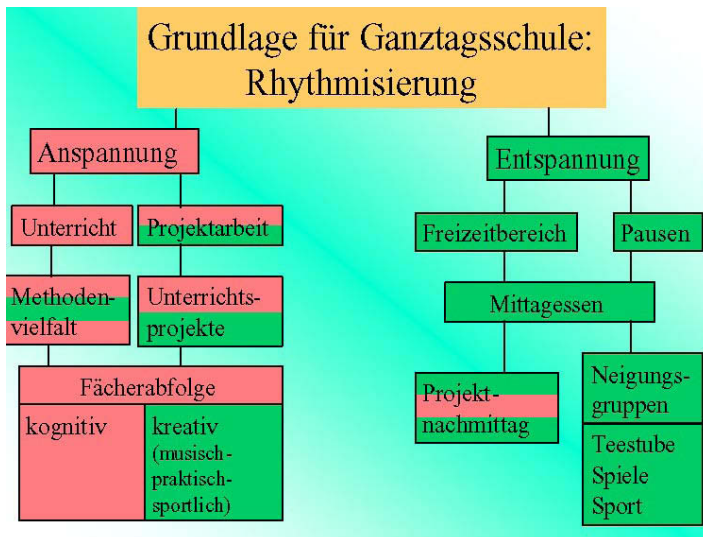 Grundlage für Ganztagsschule:
Rhythmisierung
Anspannung
Entspannung
Unterricht
Projektarbeit
Freizeitbereich
Pausen
Methoden-
vielfalt
Unterrichts-
projekte
Mittagessen
Fächerabfolge
kognitiv
kreativ
(musisch-
praktisch-
sportlich)
Projekt-
nachmittag
Neigungs-
gruppen
Teestube
Spiele
Sport